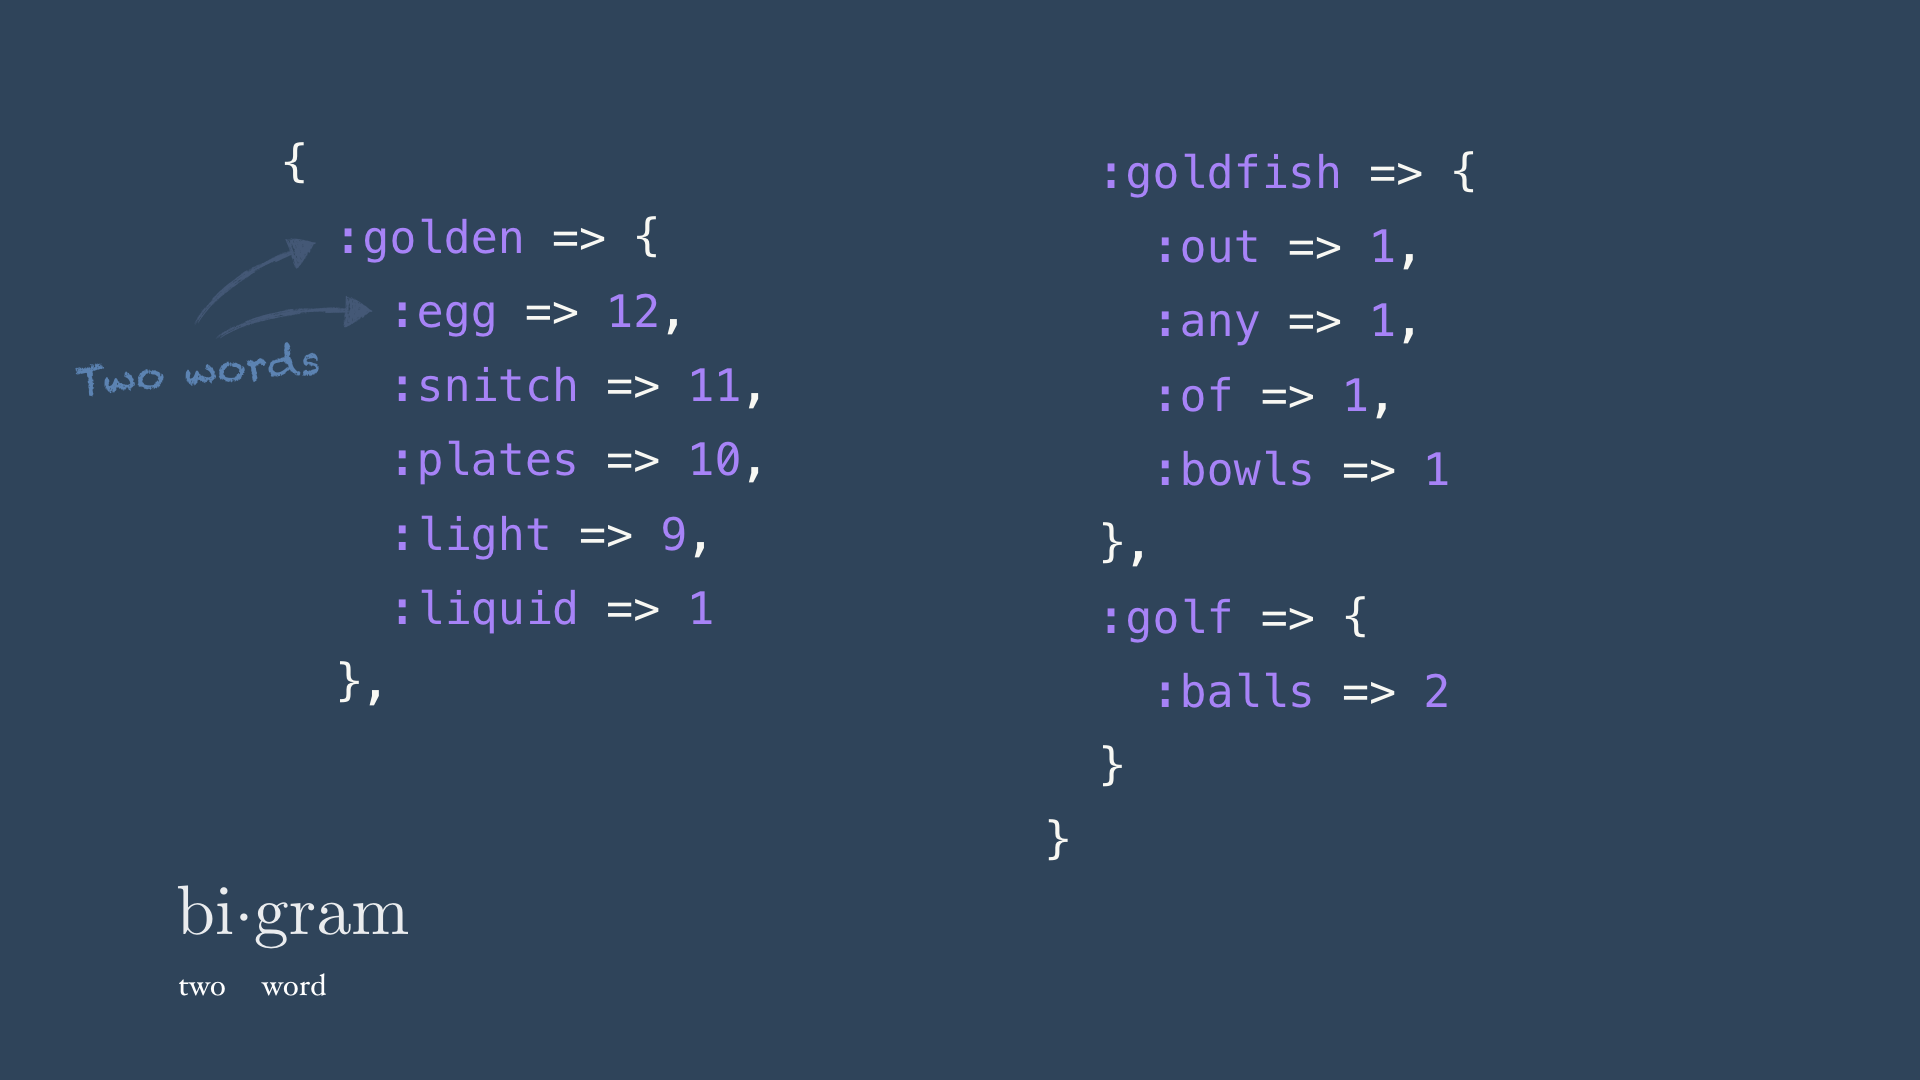 {
:golden => {
:egg => 12,
:snitch => 11,
:plates => 10,
:light => 9,
:liquid => 1
},
Two words
:goldfish => {
:out => 1,
:any => 1,
:of => 1,
:bowls => 1
},
:golf => {
:balls => 2
}
}
bi·gram
two word